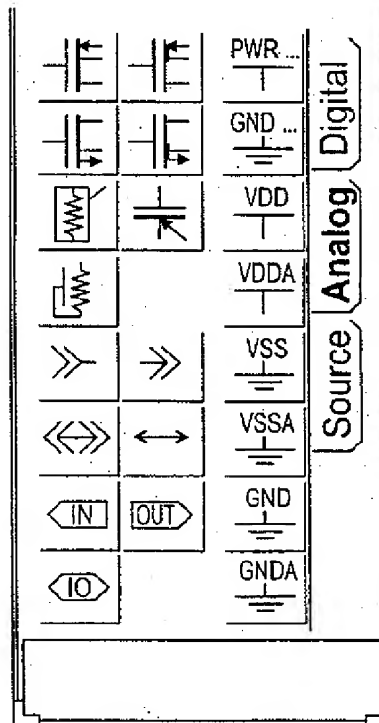 PWR ...
GND ...
VDD
VDDA
VSS
VSSA
IN
OUT
GND
IO
GNDA
Digital
Analog
Source